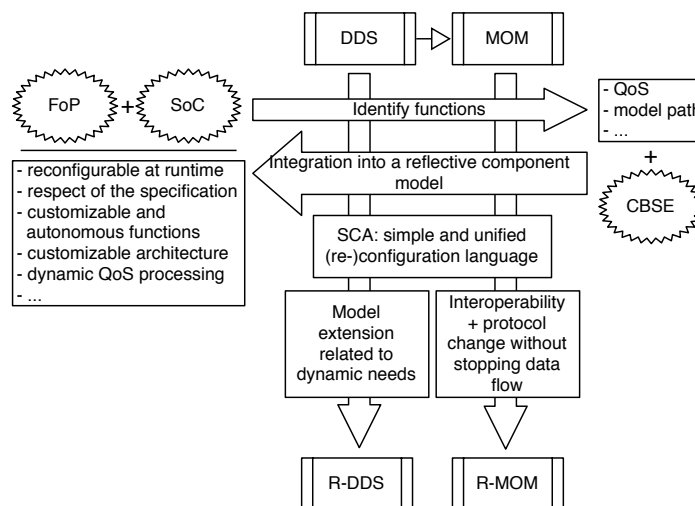 DDS
MOM
FoP
+
SoC
Identify functions
- QoS
- model path
- ...
+
CBSE
Integration into a reflective component
model
- reconfigurable at runtime
- respect of the specification
- customizable and
autonomous functions
- customizable architecture
- dynamic QoS processing
- ...
SCA: simple and unified
(re-)configuration language
Model
extension
related to
dynamic needs
Interoperability
+ protocol
change without
stopping data
flow
R-DDS
R-MOM